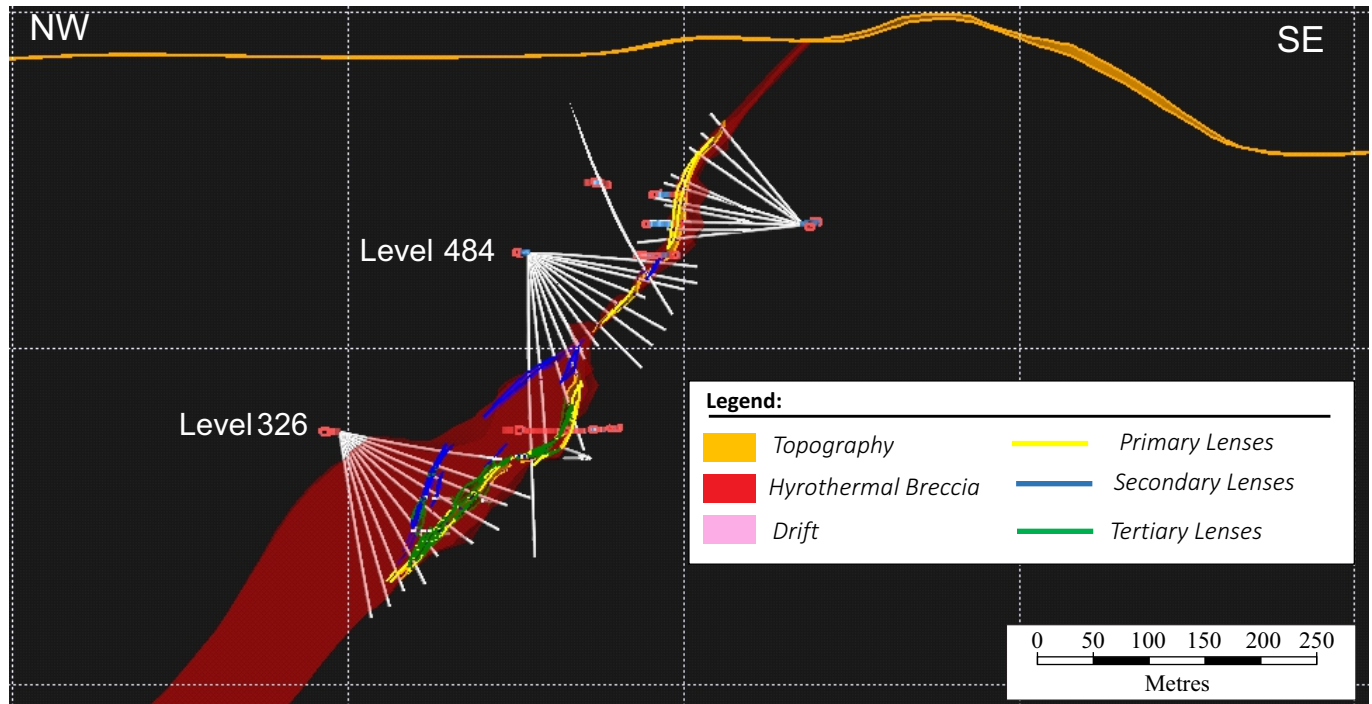 NW
SE
Level 484
Level 326
Legend:
Topography
Primary Lenses
Hyrothermal Breccia
Secondary Lenses
Drift
Tertiary Lenses
0 50 100 150 200 250
Metres